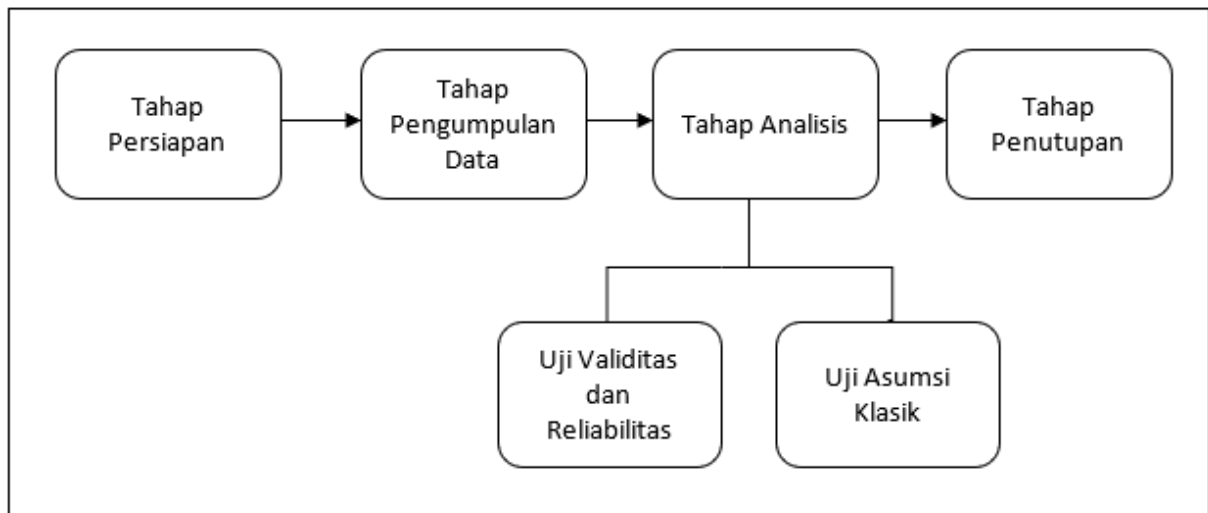 Tahap
Persiapan
Tahap
Pengumpulan
Data
Tahap Analisis
Tahap
Penutupan
Uji Validitas
dan
Reliabilitas
Uji Asumsi
Klasik